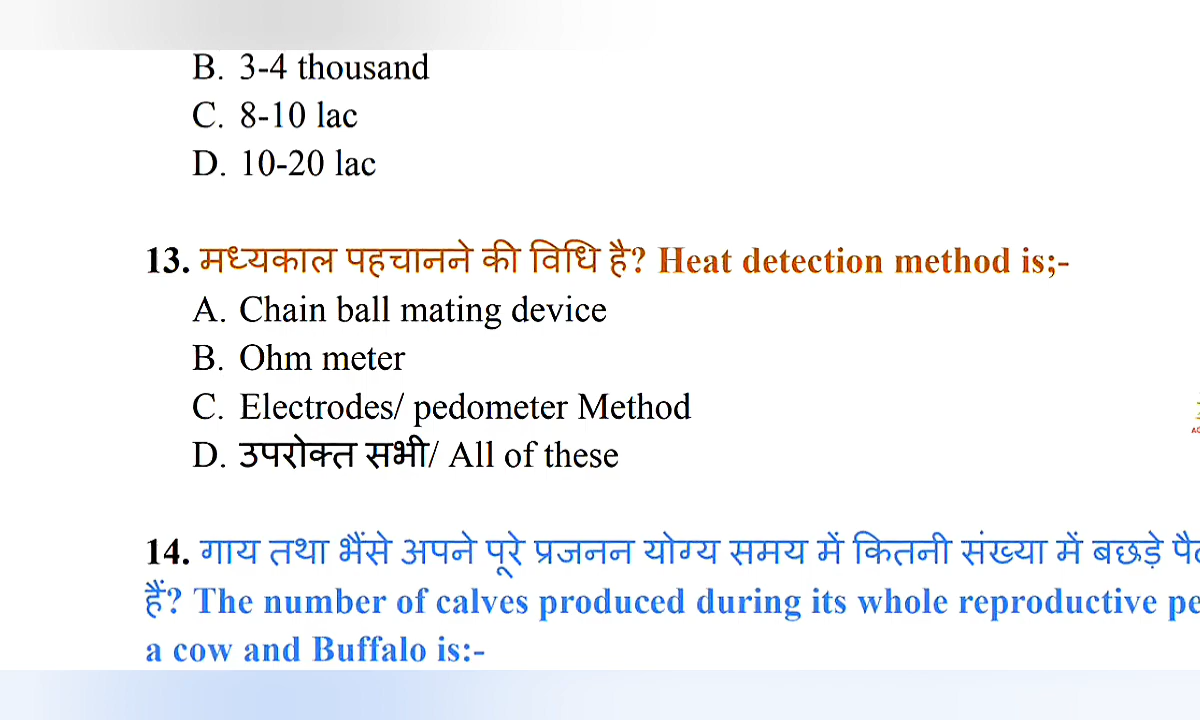 B. 3-4 thousand
C. 8-10 lac
D. 10-20 lac
13. मध्यकाल पहचानने की विधि है? Heat detection method is;-
A. Chain ball mating device
B. Ohm meter
C. Electrodes/ pedometer Method
D. उपरोक्त सभी/ All of these
14. गाय तथा भैंसे अपने पूरे प्रजनन योग्य समय में कितनी संख्या में बछड़े
हैं? The number of calves produced during its whole reproductive
a cow and Buffalo is:-